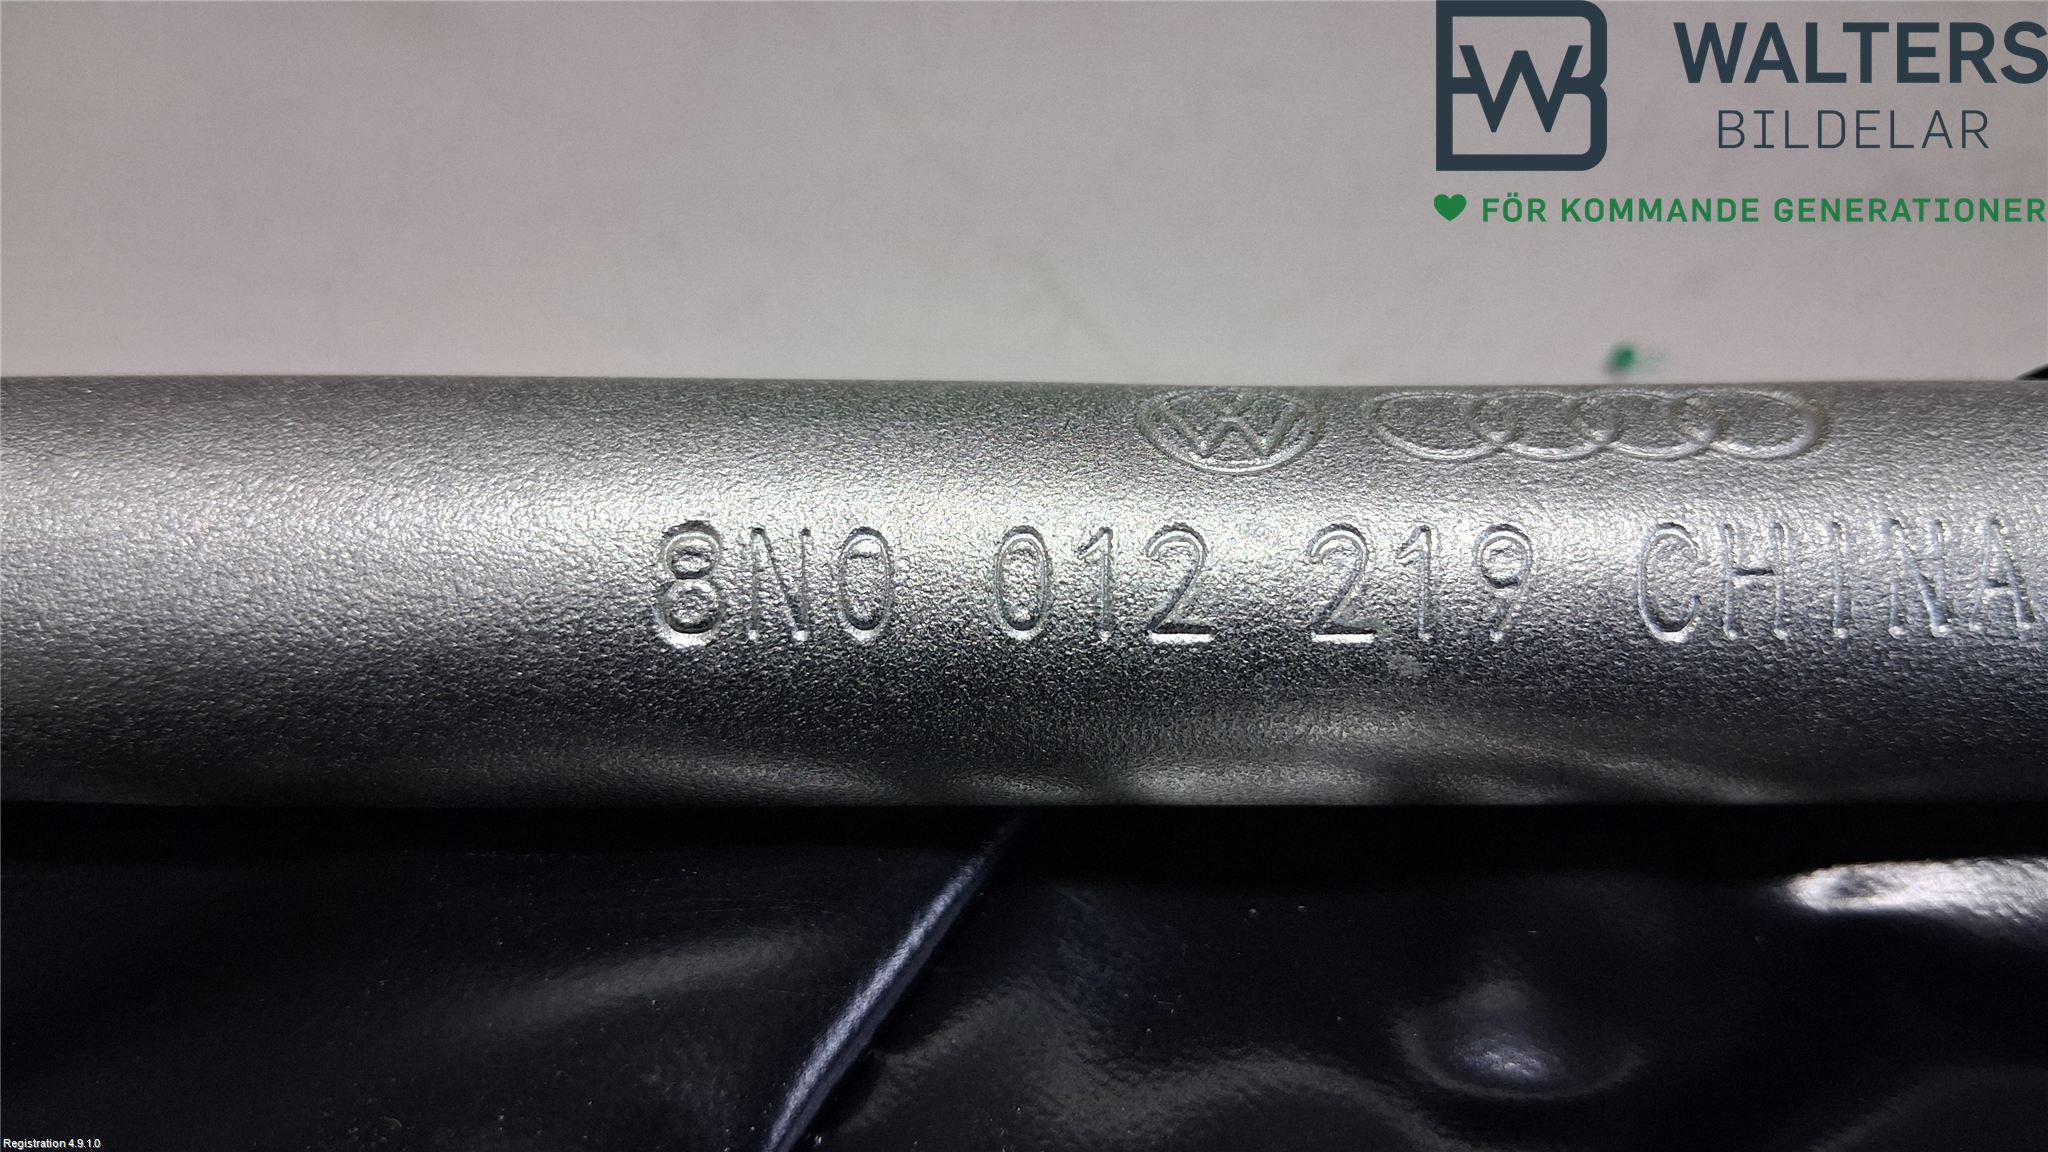 WALTERS
BILDELAR
FÖR KOMMANDE GENERATIONER
8N0 012 219 CHINA
Registration 4.9.1.0